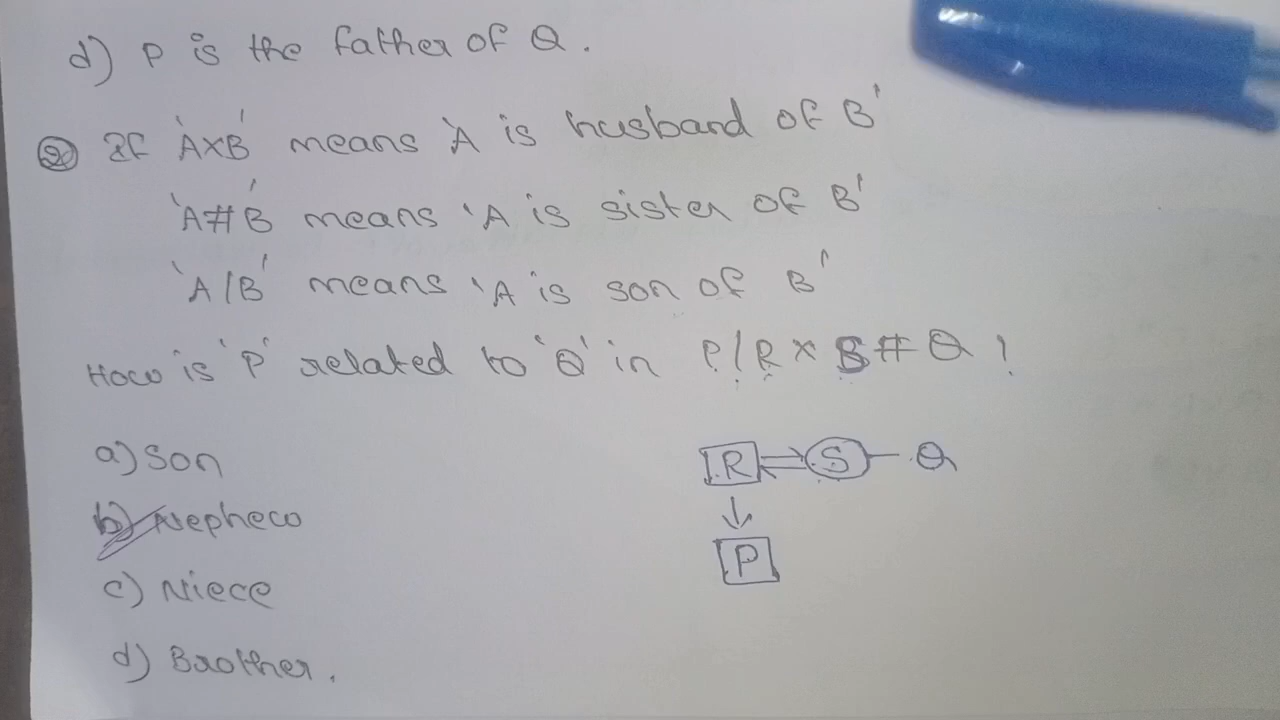 d) P is the father of Q.
② If 'A×B' means 'A is husband of B'
'A#B' means 'A is sister of B'
'A/B' means 'A is son of B'
How is 'P' related to 'Q' in P/R × S # Q ?
a) Son
b) Nephew
c) Niece
d) Brother.
R S Q
P